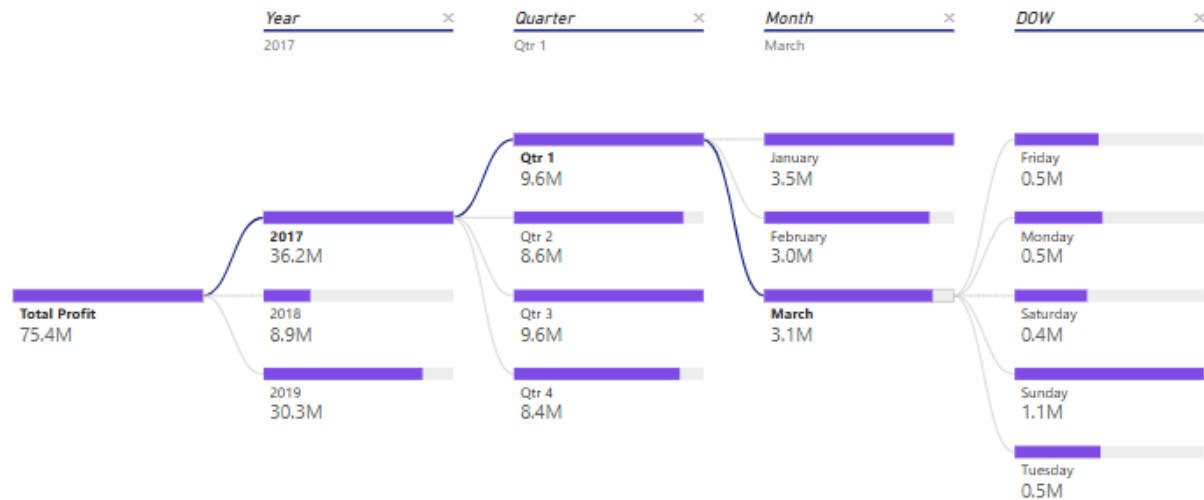 Year ×
2017
Quarter ×
Qtr 1
Month ×
March
DOW ×
Total Profit
75.4M
2017
36.2M
2018
8.9M
2019
30.3M
Qtr 1
9.6M
Qtr 2
8.6M
Qtr 3
9.6M
Qtr 4
8.4M
January
3.5M
February
3.0M
March
3.1M
Friday
0.5M
Monday
0.5M
Saturday
0.4M
Sunday
1.1M
Tuesday
0.5M